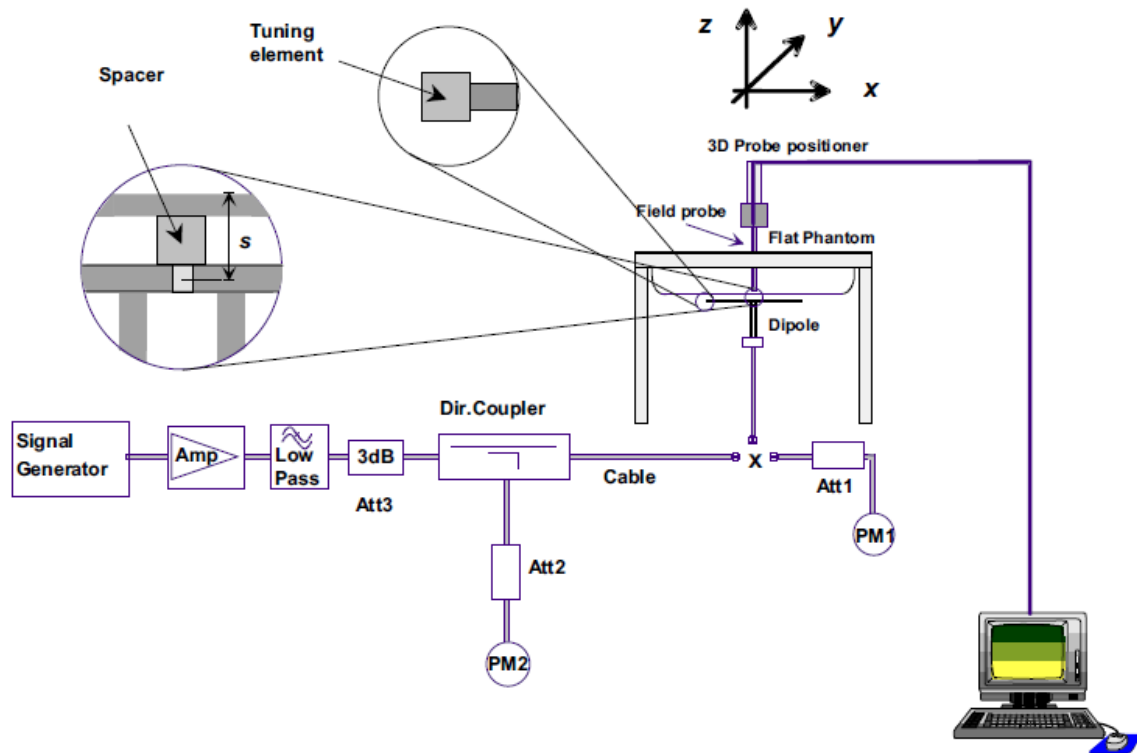 Tuning
element
Spacer
z
y
x
3D Probe positioner
Field probe
Flat Phantom
s
Dipole
Dir.Coupler
Signal
Generator
Amp
Low
Pass
3dB
Att3
Cable
x
Att1
PM1
Att2
PM2